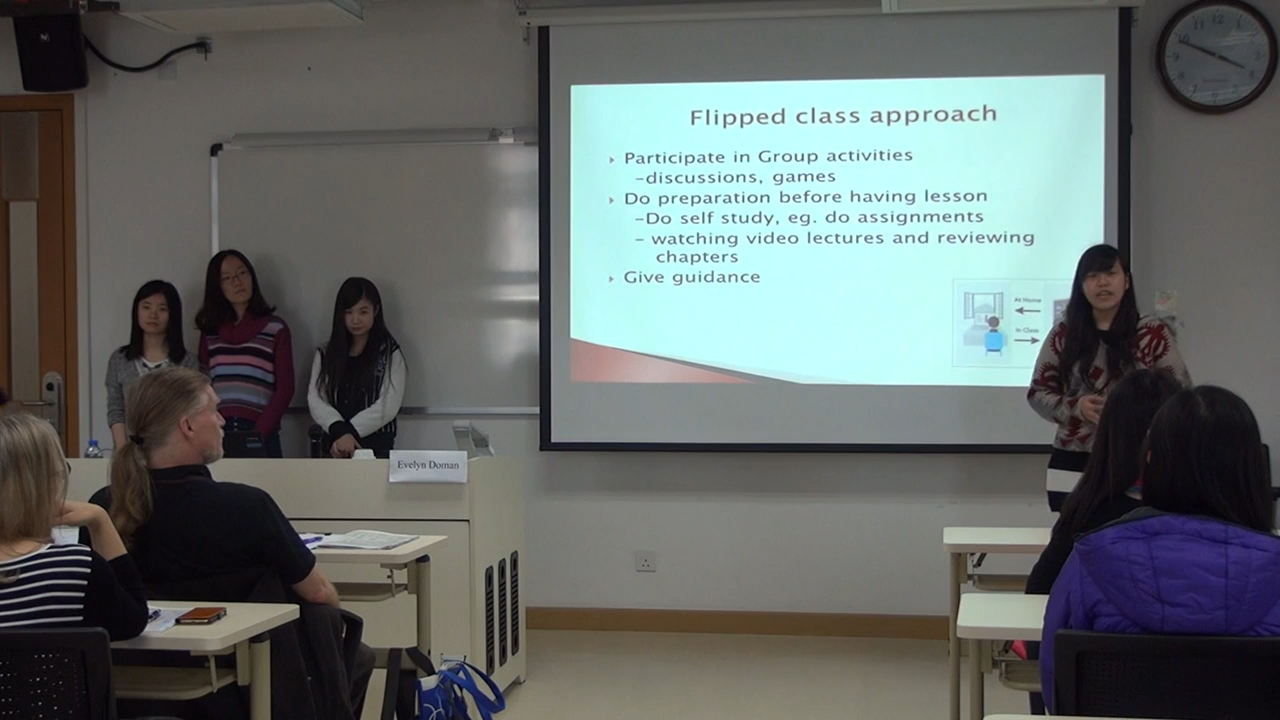 Flipped class approach
Participate in Group activities
–discussions, games
Do preparation before having lesson
–Do self study, eg. do assignments
– watching video lectures and reviewing
chapters
Give guidance
At Home
In Class
Evelyn Doman